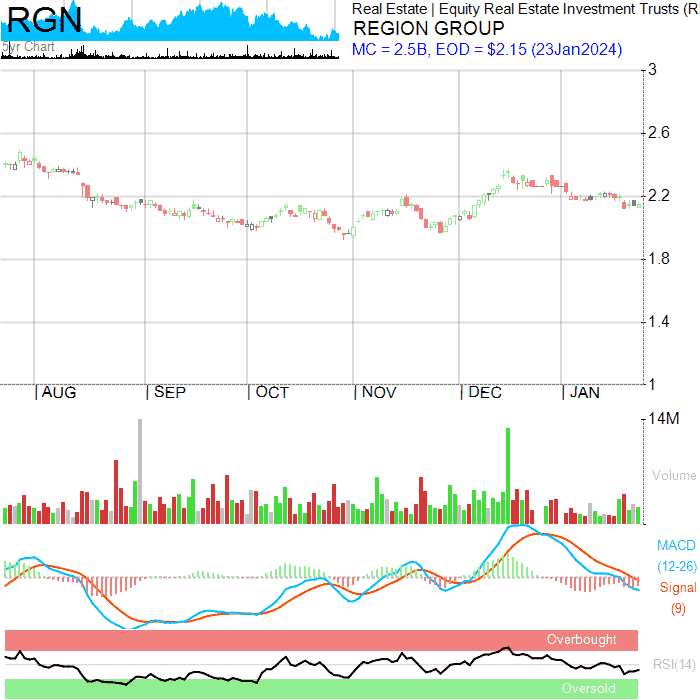 RGN
5yr Chart
Real Estate | Equity Real Estate Investment Trusts (R
REGION GROUP
MC = 2.5B, EOD = $2.15 (23Jan2024)
3
2.6
2.2
1.8
1.4
1
AUG SEP OCT NOV DEC JAN
14M
Volume
MACD
(12-26)
Signal
(9)
Overbought
RSI(14)
Oversold